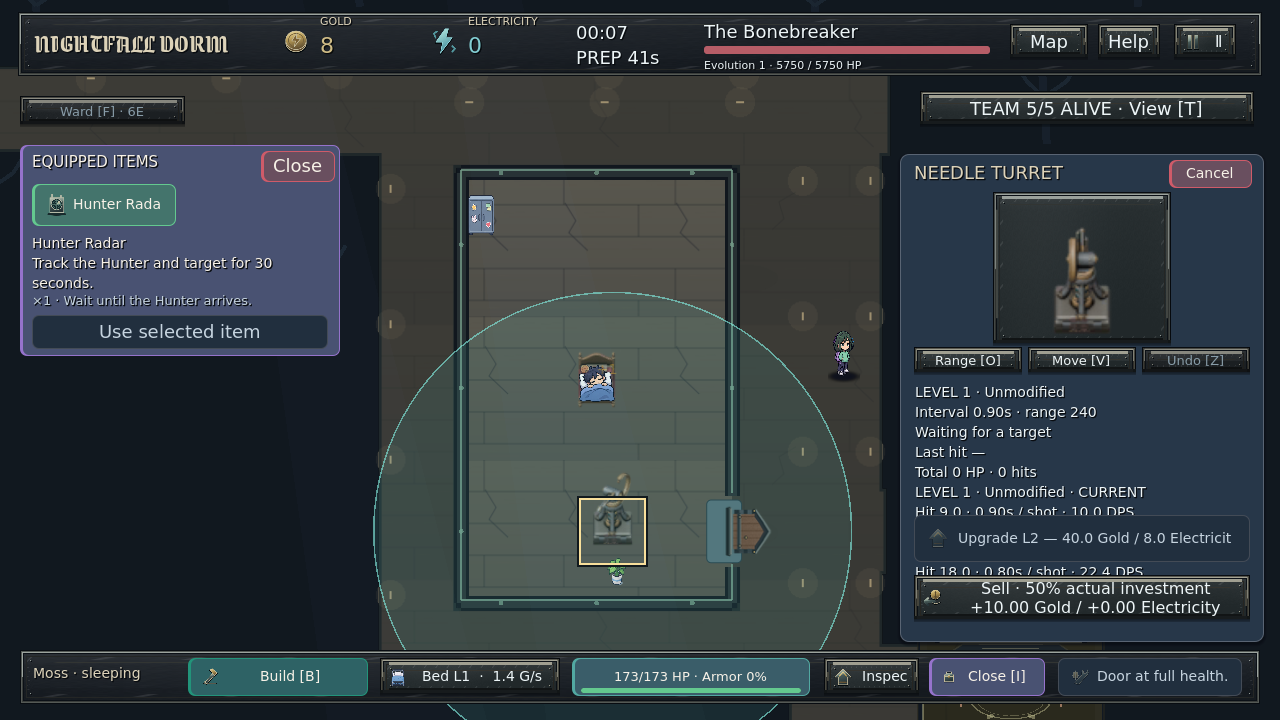 NIGHTFALL DORM
GOLD
8
ELECTRICITY
0
00:07
PREP 41s
The Bonebreaker
Evolution 1 · 5750 / 5750 HP
Map
Help
Ward [F] · 6E
TEAM 5/5 ALIVE · View [T]
EQUIPPED ITEMS
Close
Hunter Rada
Hunter Radar
Track the Hunter and target for 30
seconds.
×1 · Wait until the Hunter arrives.
Use selected item
NEEDLE TURRET
Cancel
Range [O]
Move [V]
Undo [Z]
LEVEL 1 · Unmodified
Interval 0.90s · range 240
Waiting for a target
Last hit —
Total 0 HP · 0 hits
LEVEL 1 · Unmodified · CURRENT
Hit 9.0 · 0.90s / shot · 10.0 DPS
Upgrade L2 — 40.0 Gold / 8.0 Electricit
Hit 18.0 · 0.80s / shot · 22.4 DPS
Sell · 50% actual investment
+10.00 Gold / +0.00 Electricity
Moss · sleeping
Build [B]
Bed L1 · 1.4 G/s
173/173 HP · Armor 0%
Inspec
Close [I]
Door at full health.